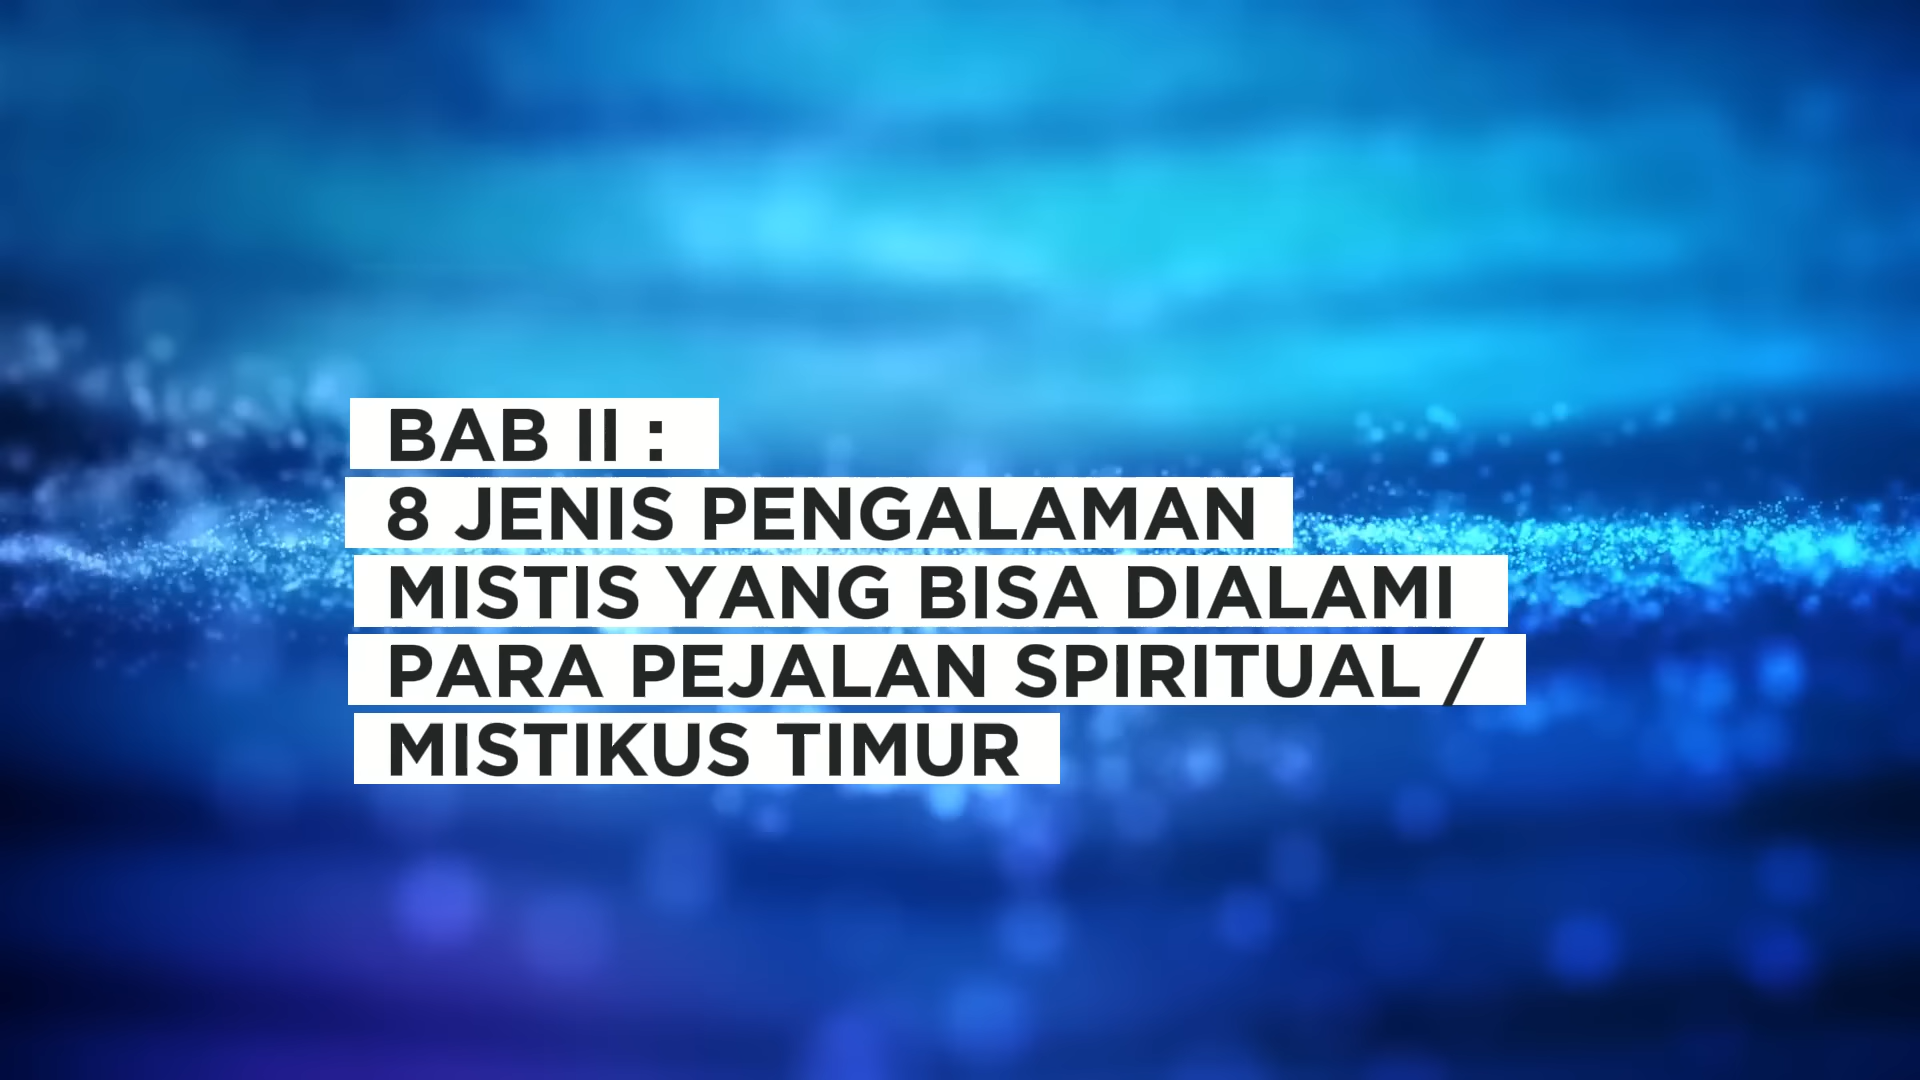 BAB II :
8 JENIS PENGALAMAN
MISTIS YANG BISA DIALAMI
PARA PEJALAN SPIRITUAL /
MISTIKUS TIMUR